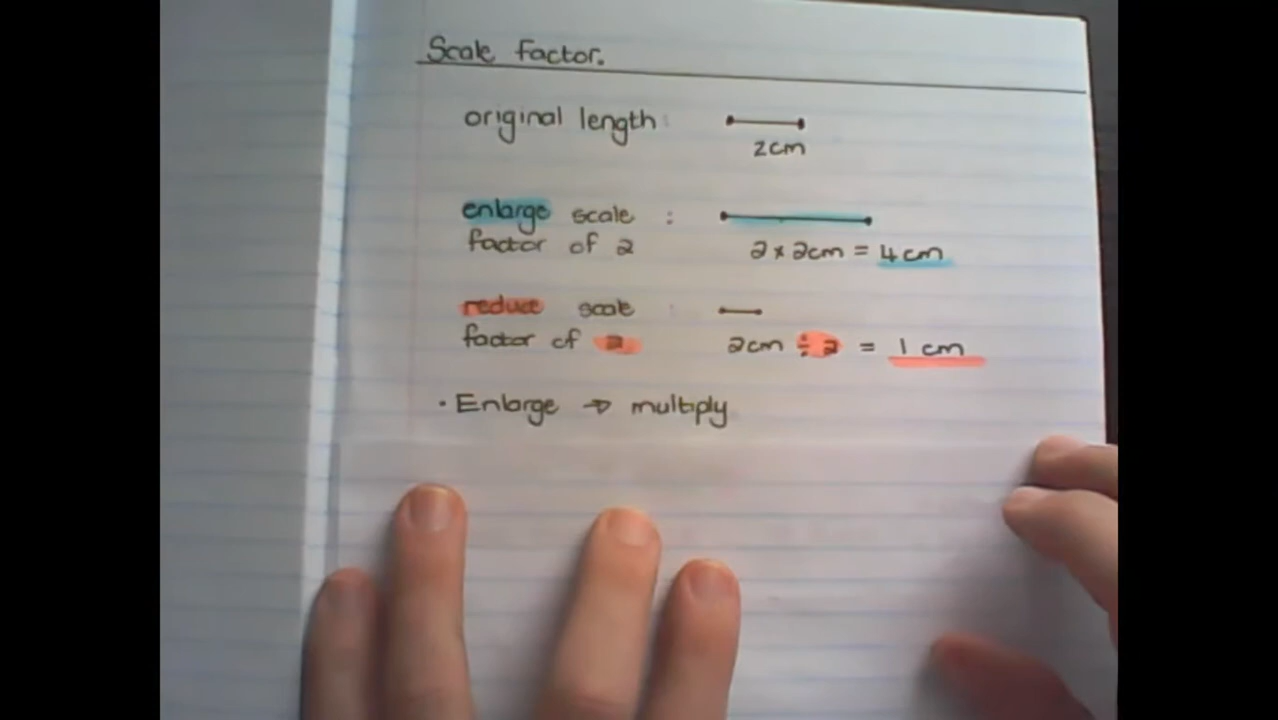 Scale factor.
original length:
2cm
enlarge scale :
factor of 2
2 × 2cm = 4cm
reduce scale :
factor of 2
2cm ÷ 2 = 1 cm
· Enlarge → multiply